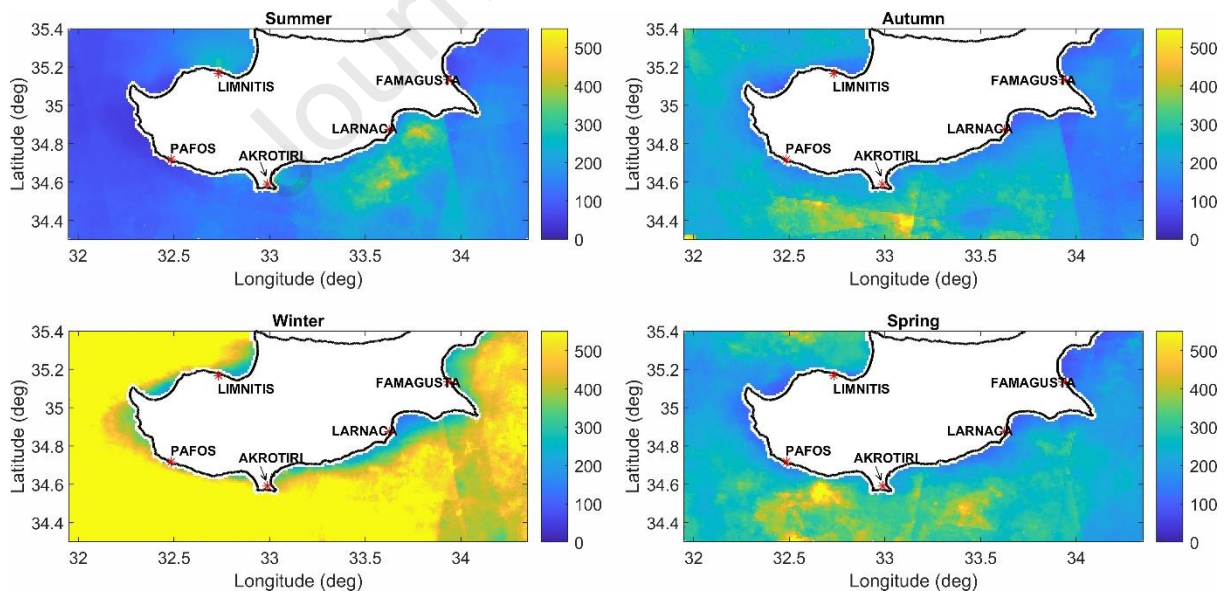 Summer
35.4
35.2
35
34.8
34.6
34.4
Latitude (deg)
32
32.5
33
33.5
34
Longitude (deg)
LIMNITIS
FAMAGUSTA
LARNACA
PAFOS
AKROTIRI
500
400
300
200
100
0
Autumn
35.4
35.2
35
34.8
34.6
34.4
Latitude (deg)
32
32.5
33
33.5
34
Longitude (deg)
LIMNITIS
FAMAGUSTA
LARNACA
PAFOS
AKROTIRI
500
400
300
200
100
0
Winter
35.4
35.2
35
34.8
34.6
34.4
Latitude (deg)
32
32.5
33
33.5
34
Longitude (deg)
LIMNITIS
FAMAGUSTA
LARNACA
PAFOS
AKROTIRI
500
400
300
200
100
0
Spring
35.4
35.2
35
34.8
34.6
34.4
Latitude (deg)
32
32.5
33
33.5
34
Longitude (deg)
LIMNITIS
FAMAGUSTA
LARNACA
PAFOS
AKROTIRI
500
400
300
200
100
0